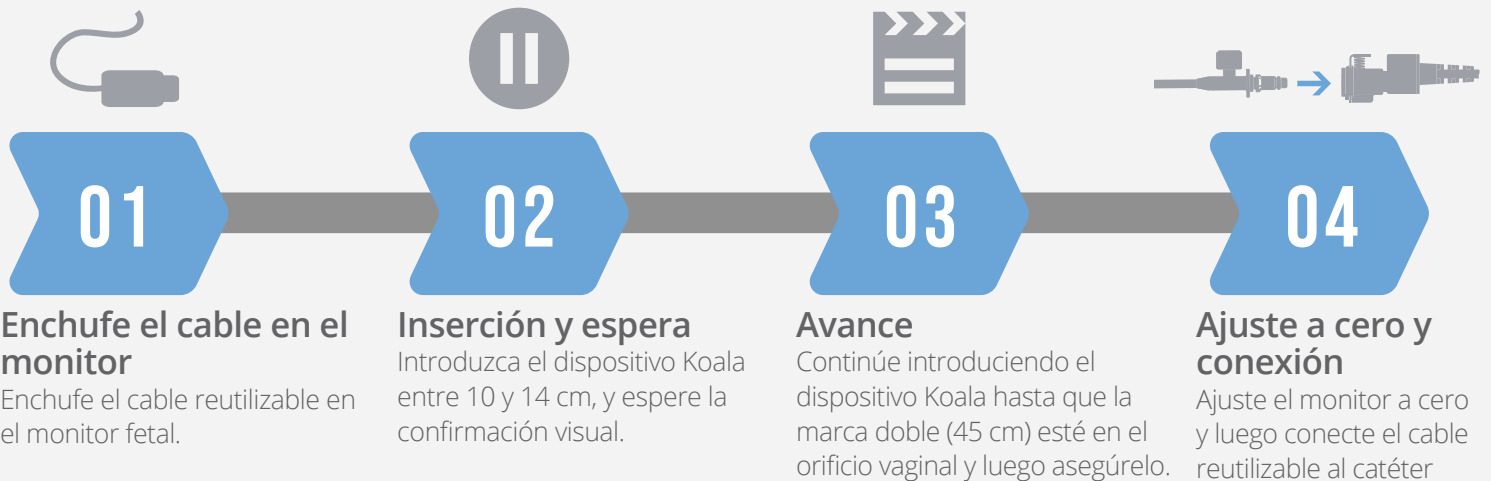 01
02
03
04
Enchufe el cable en el
monitor
Enchufe el cable reutilizable en
el monitor fetal.
Inserción y espera
Introduzca el dispositivo Koala
entre 10 y 14 cm, y espere la
confirmación visual.
Avance
Continúe introduciendo el
dispositivo Koala hasta que la
marca doble (45 cm) esté en el
orificio vaginal y luego asegúrelo.
Ajuste a cero y
conexión
Ajuste el monitor a cero
y luego conecte el cable
reutilizable al catéter